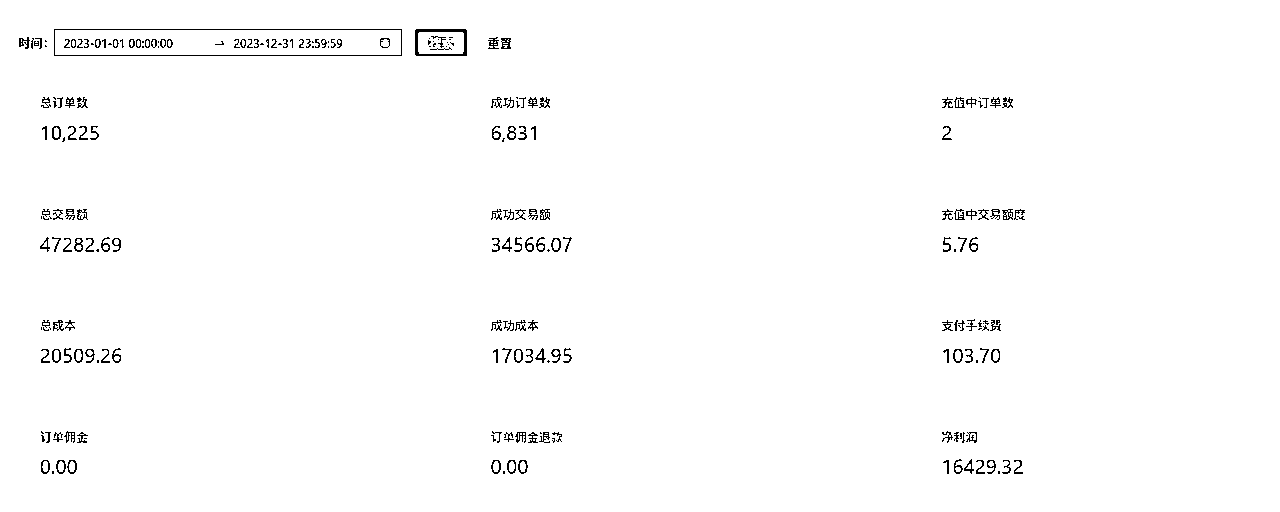 时间: 2023-01-01 00:00:00 → 2023-12-31 23:59:59 重置
总订单数 成功订单数 充值中订单数
10,225 6,831 2
总交易额 成功交易额 充值中交易额度
47282.69 34566.07 5.76
总成本 成功成本 支付手续费
20509.26 17034.95 103.70
订单佣金 订单佣金退款 净利润
0.00 0.00 16429.32